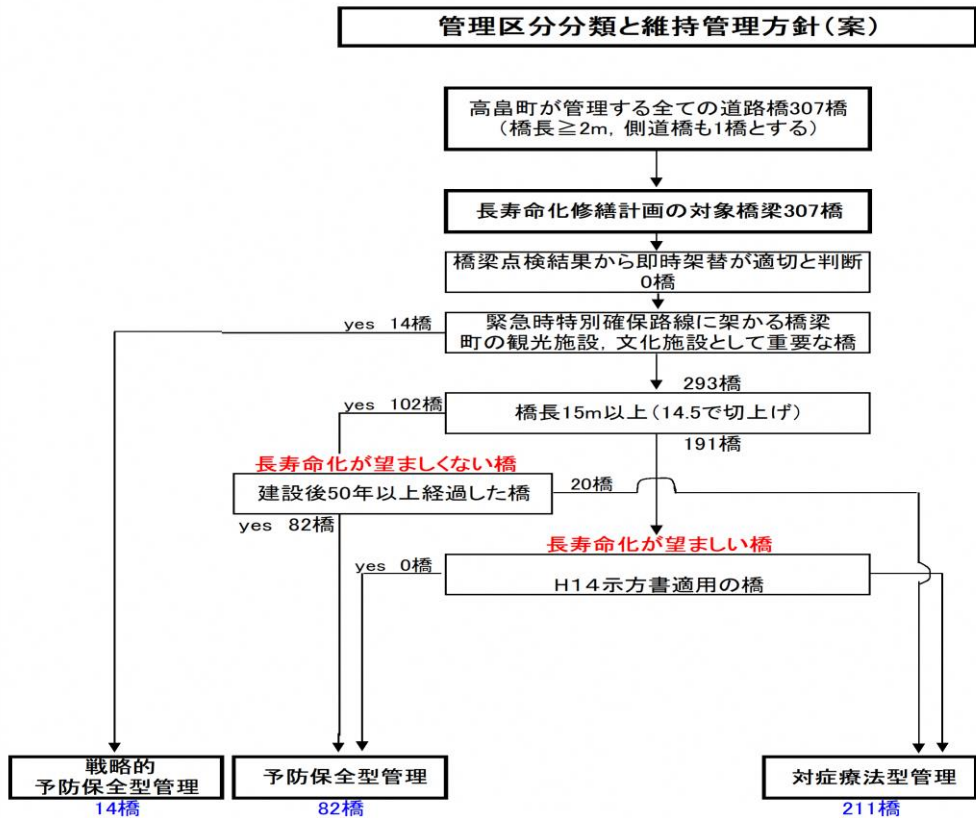 管理区分分類と維持管理方針(案)
高畠町が管理する全ての道路橋307橋
(橋長≧2m, 側道橋も1橋とする)
長寿命化修繕計画の対象橋梁307橋
橋梁点検結果から即時架替が適切と判断
0橋
yes 14橋
緊急時特別確保路線に架かる橋梁
町の観光施設, 文化施設として重要な橋
293橋
yes 102橋
橋長15m以上(14.5で切上げ)
191橋
長寿命化が望ましくない橋
建設後50年以上経過した橋
20橋
yes 82橋
長寿命化が望ましい橋
yes 0橋
H14示方書適用の橋
戦略的
予防保全型管理
14橋
予防保全型管理
82橋
対症療法型管理
211橋